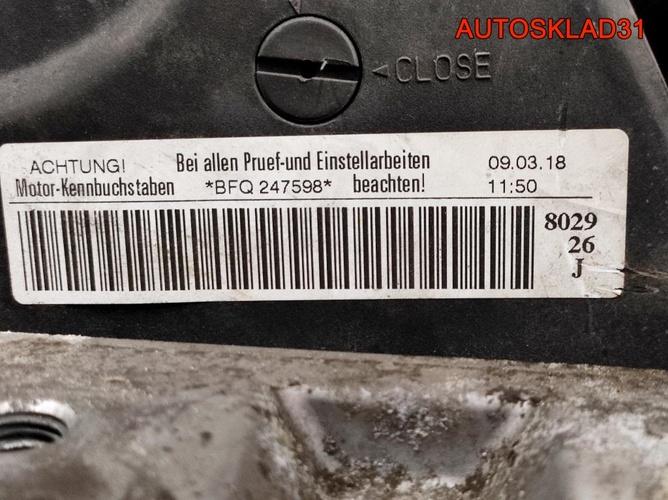 AUTOSKLAD31
CLOSE
ACHTUNG! Bei allen Pruef-und Einstellarbeiten 09.03.18
Motor-Kennbuchstaben *BFQ 247598* beachten! 11:50
8029
26
J